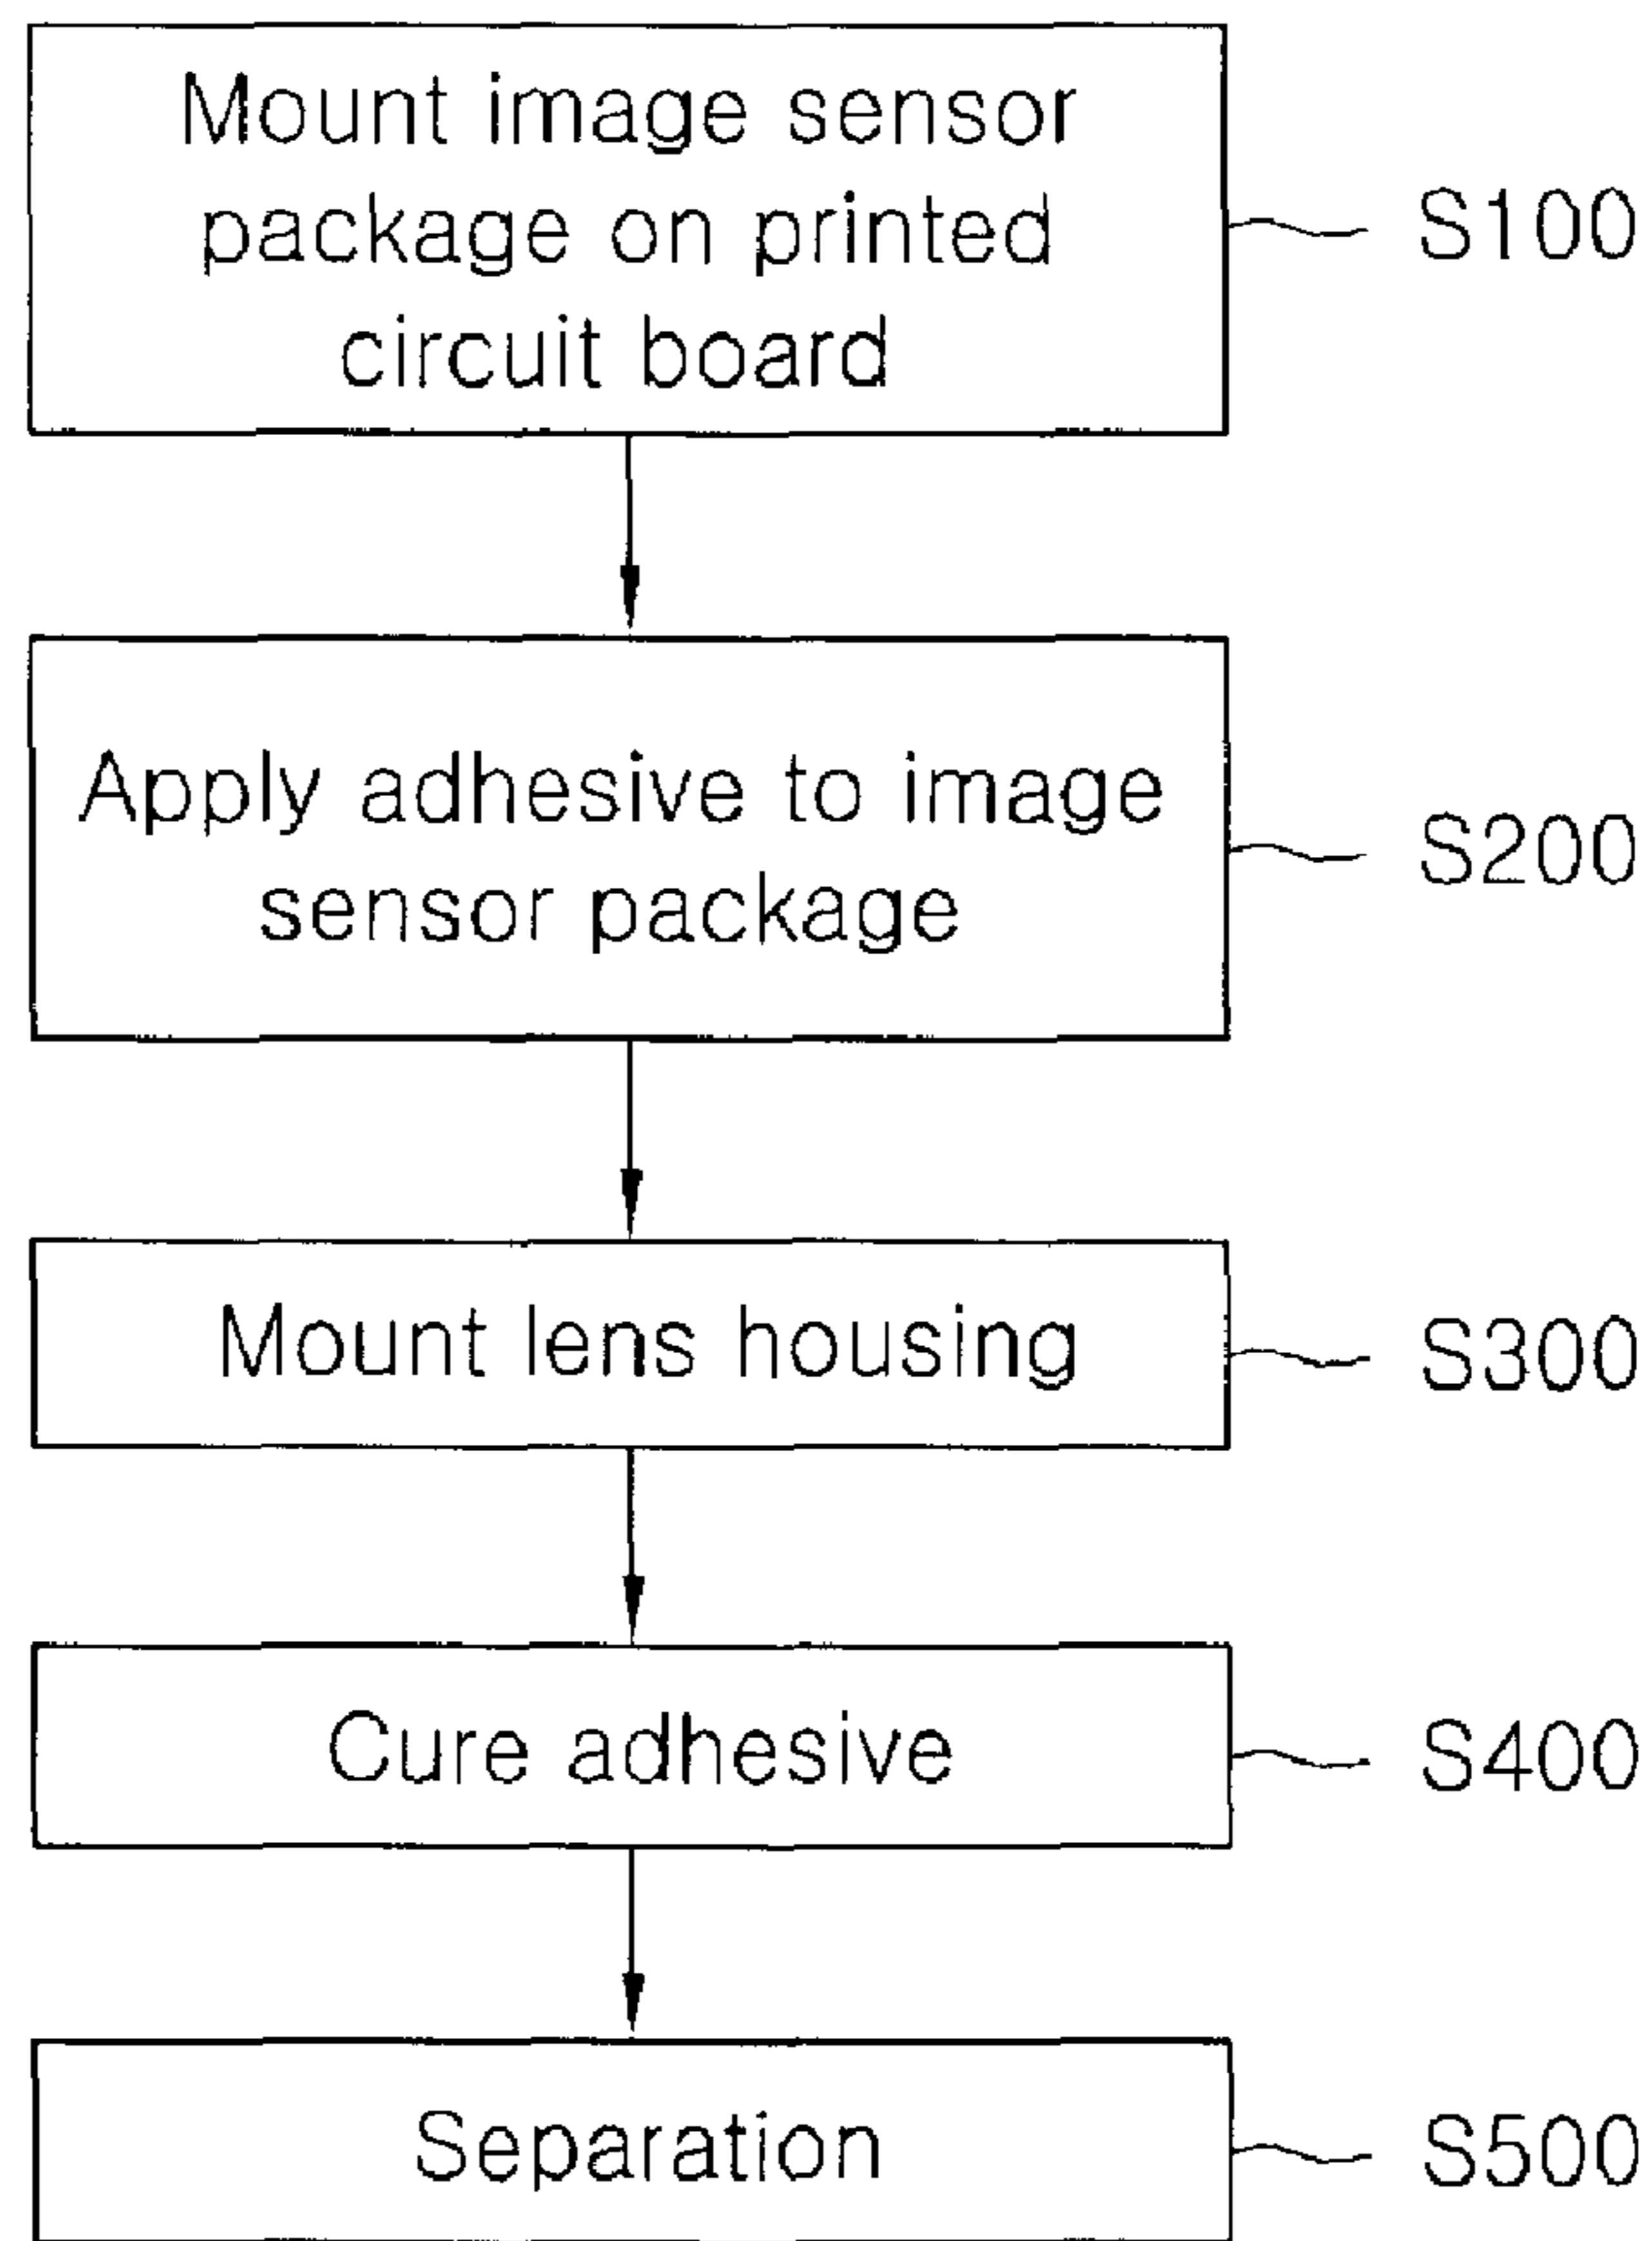 Mount image sensor
package on printed
circuit board
S100
Apply adhesive to image
sensor package
S200
Mount lens housing
S300
Cure adhesive
S400
Separation
S500